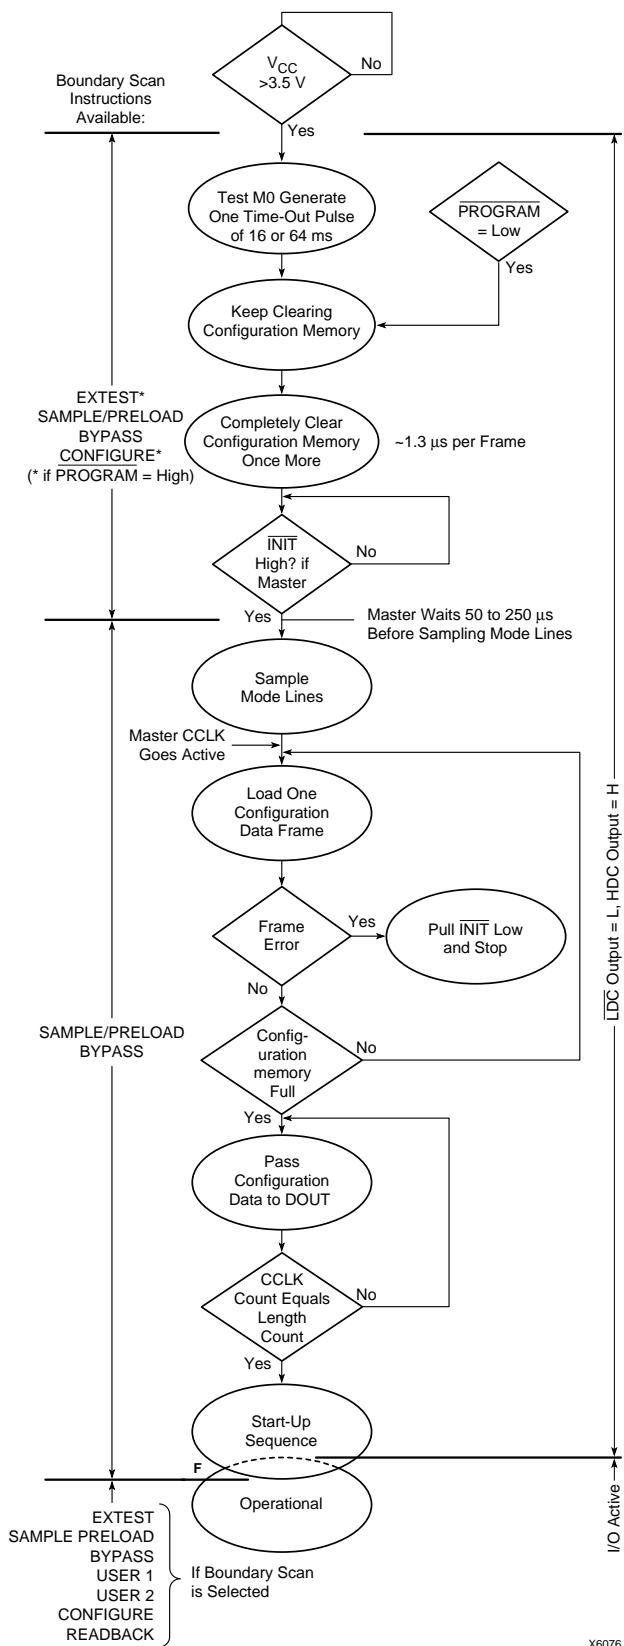 VCC
>3.5 V
No
Boundary Scan
Instructions
Available:
Yes
Test M0 Generate
One Time-Out Pulse
of 16 or 64 ms
PROGRAM
= Low
Yes
Keep Clearing
Configuration Memory
EXTEST*
SAMPLE/PRELOAD
BYPASS
CONFIGURE*
(* if PROGRAM = High)
Completely Clear
Configuration Memory
Once More
~1.3 µs per Frame
INIT
High? if
Master
No
Yes
Master Waits 50 to 250 µs
Before Sampling Mode Lines
Sample
Mode Lines
Master CCLK
Goes Active
Load One
Configuration
Data Frame
LDC Output = L, HDC Output = H
Frame
Error
Yes
Pull INIT Low
and Stop
No
SAMPLE/PRELOAD
BYPASS
Config-
uration
memory
Full
No
Yes
Pass
Configuration
Data to DOUT
CCLK
Count Equals
Length
Count
No
Yes
Start-Up
Sequence
F
Operational
I/O Active
EXTEST
SAMPLE PRELOAD
BYPASS
USER 1
USER 2
CONFIGURE
READBACK
If Boundary Scan
is Selected
X6076